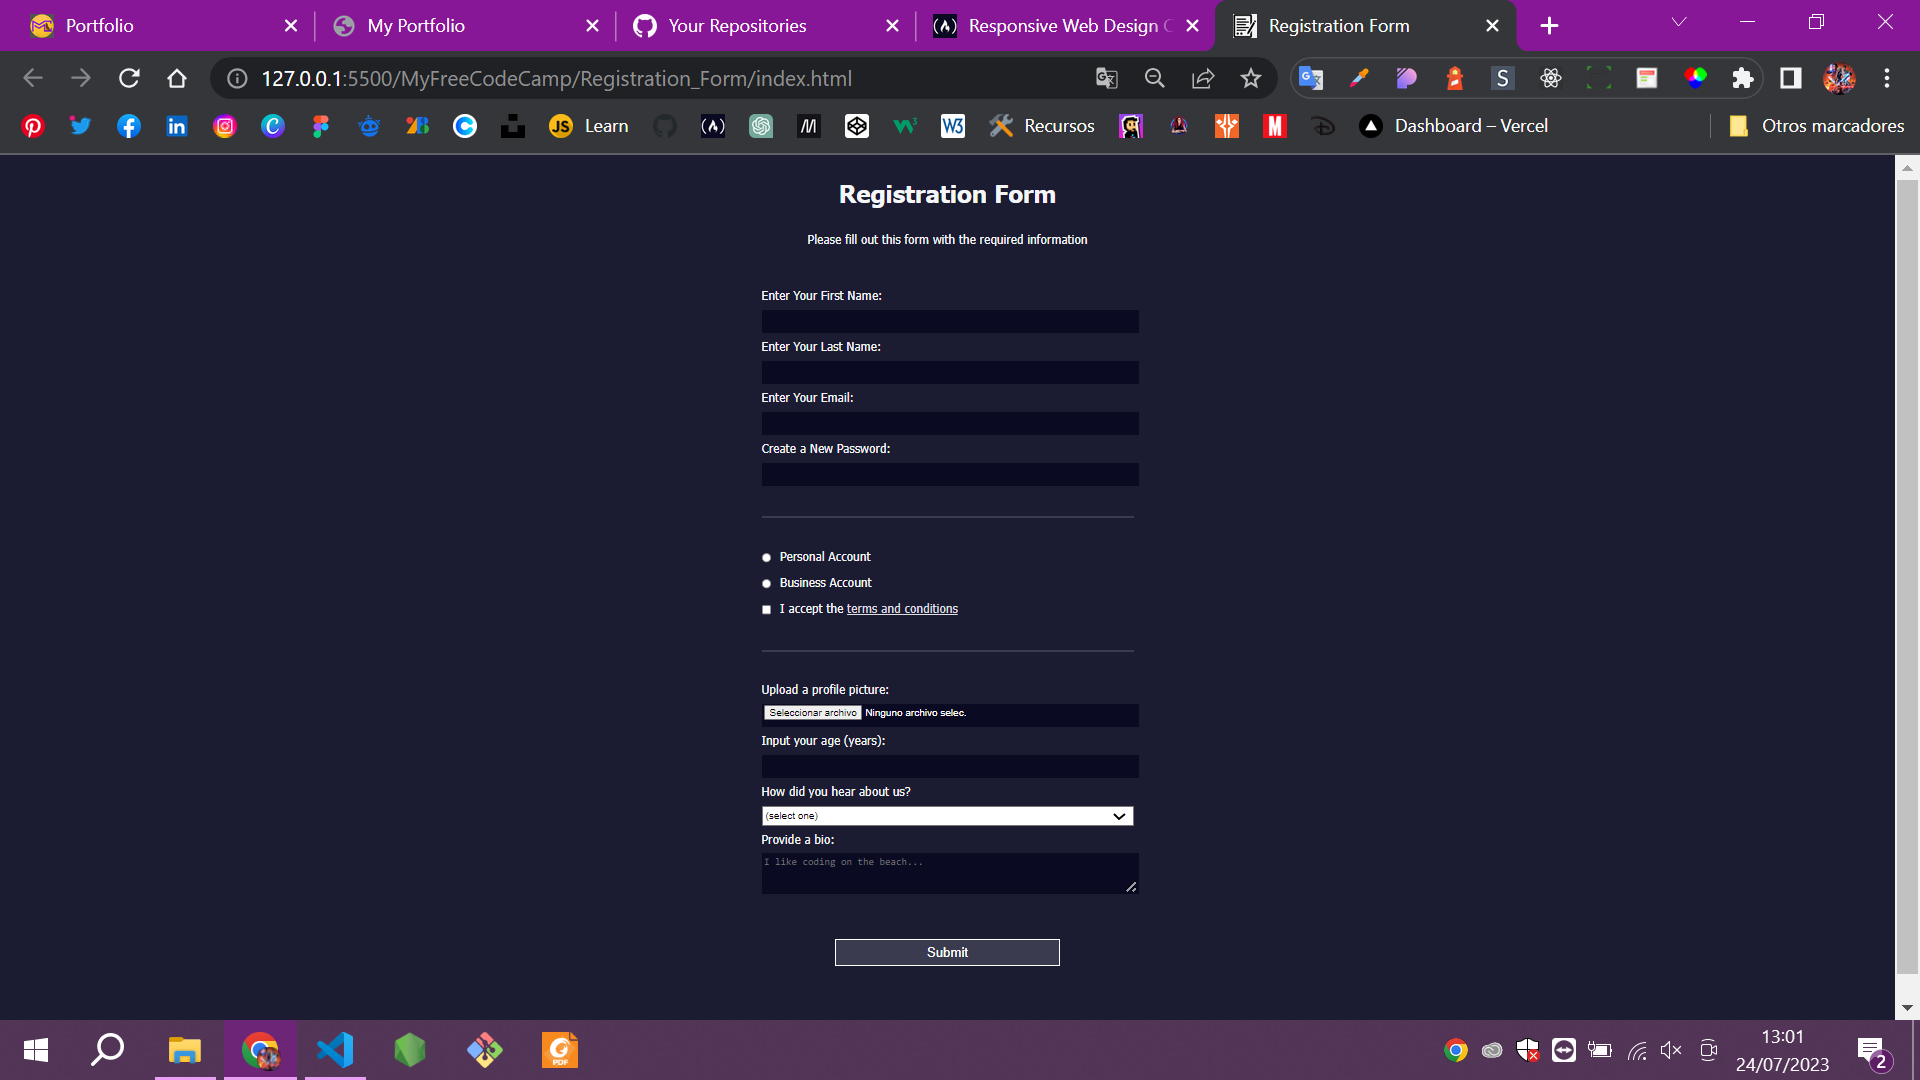 Portfolio
My Portfolio
Your Repositories
Responsive Web Design C
Registration Form
127.0.0.1:5500/MyFreeCodeCamp/Registration_Form/index.html
JS Learn
W3
Recursos
Dashboard – Vercel
Otros marcadores
Registration Form
Please fill out this form with the required information
Enter Your First Name:
Enter Your Last Name:
Enter Your Email:
Create a New Password:
Personal Account
Business Account
I accept the terms and conditions
Upload a profile picture:
Seleccionar archivo Ninguno archivo selec.
Input your age (years):
How did you hear about us?
(select one)
Provide a bio:
I like coding on the beach...
Submit
PDF
13:01
24/07/2023
2